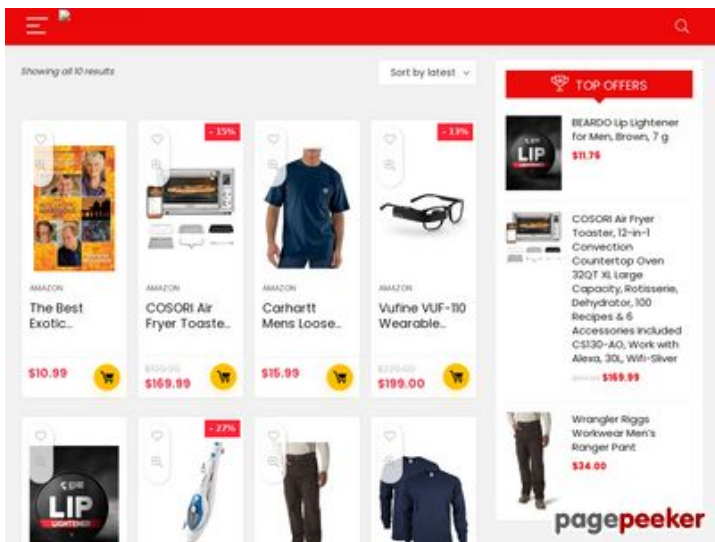 Showing all 10 results
Sort by latest
TOP OFFERS
BEARDO Lip Lightener
for Men, Brown, 7 g
$11.76
COSORI Air Fryer
Toaster, 12-in-1
Convection
Countertop Oven
32QT XL Large
Capacity, Rotisserie,
Dehydrator, 100
Recipes & 6
Accessories Included
CS130-AO, Work with
Alexa, 30L, Wifi-Sliver
$169.99
Wrangler Riggs
Workwear Men's
Ranger Pant
$34.00
AMAZON
The Best
Exotic...
$10.99
- 15%
AMAZON
COSORI Air
Fryer Toaste...
$169.99
AMAZON
Carhartt
Mens Loose...
$15.99
- 13%
AMAZON
Vufine VUF-110
Wearable...
$199.00
LIP
LIGHTENER
- 27%
LIP
pagepeeker